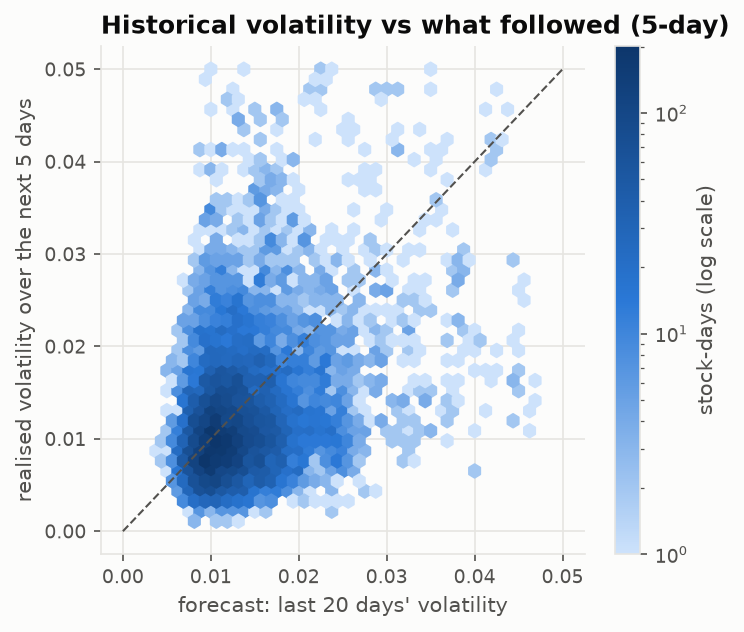 Historical volatility vs what followed (5-day)
realised volatility over the next 5 days
0.05
0.04
0.03
0.02
0.01
0.00
0.00 0.01 0.02 0.03 0.04 0.05
forecast: last 20 days' volatility
10²
10¹
10⁰
stock-days (log scale)